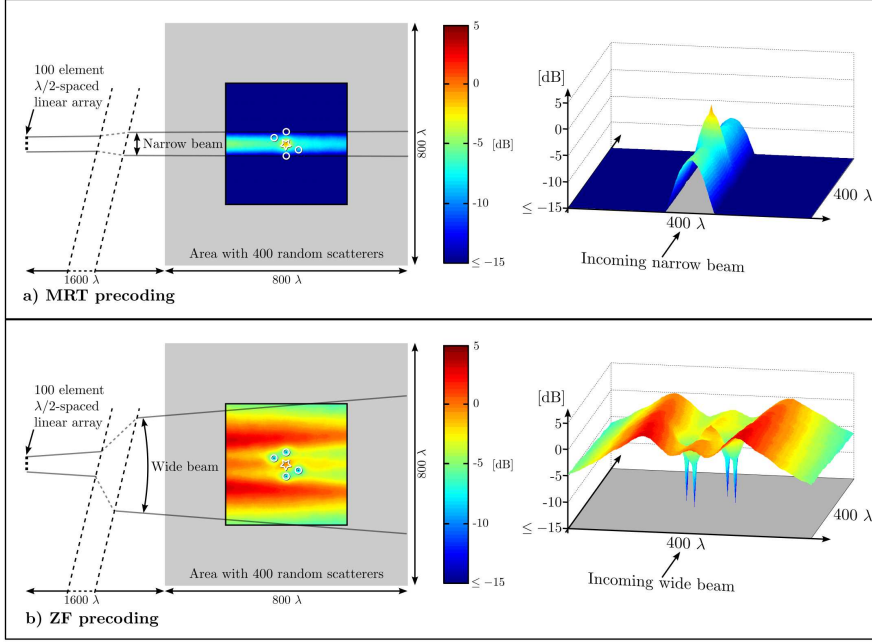 100 element
λ/2-spaced
linear array
Narrow beam
Area with 400 random scatterers
1600 λ
800 λ
800 λ
5
0
-5
[dB]
-10
≤ −15
[dB]
5
0
-5
-10
≤ −15
400 λ
400 λ
Incoming narrow beam
a) MRT precoding
100 element
λ/2-spaced
linear array
Wide beam
Area with 400 random scatterers
1600 λ
800 λ
800 λ
5
0
-5
[dB]
-10
≤ −15
[dB]
5
0
-5
-10
≤ −15
400 λ
400 λ
Incoming wide beam
b) ZF precoding